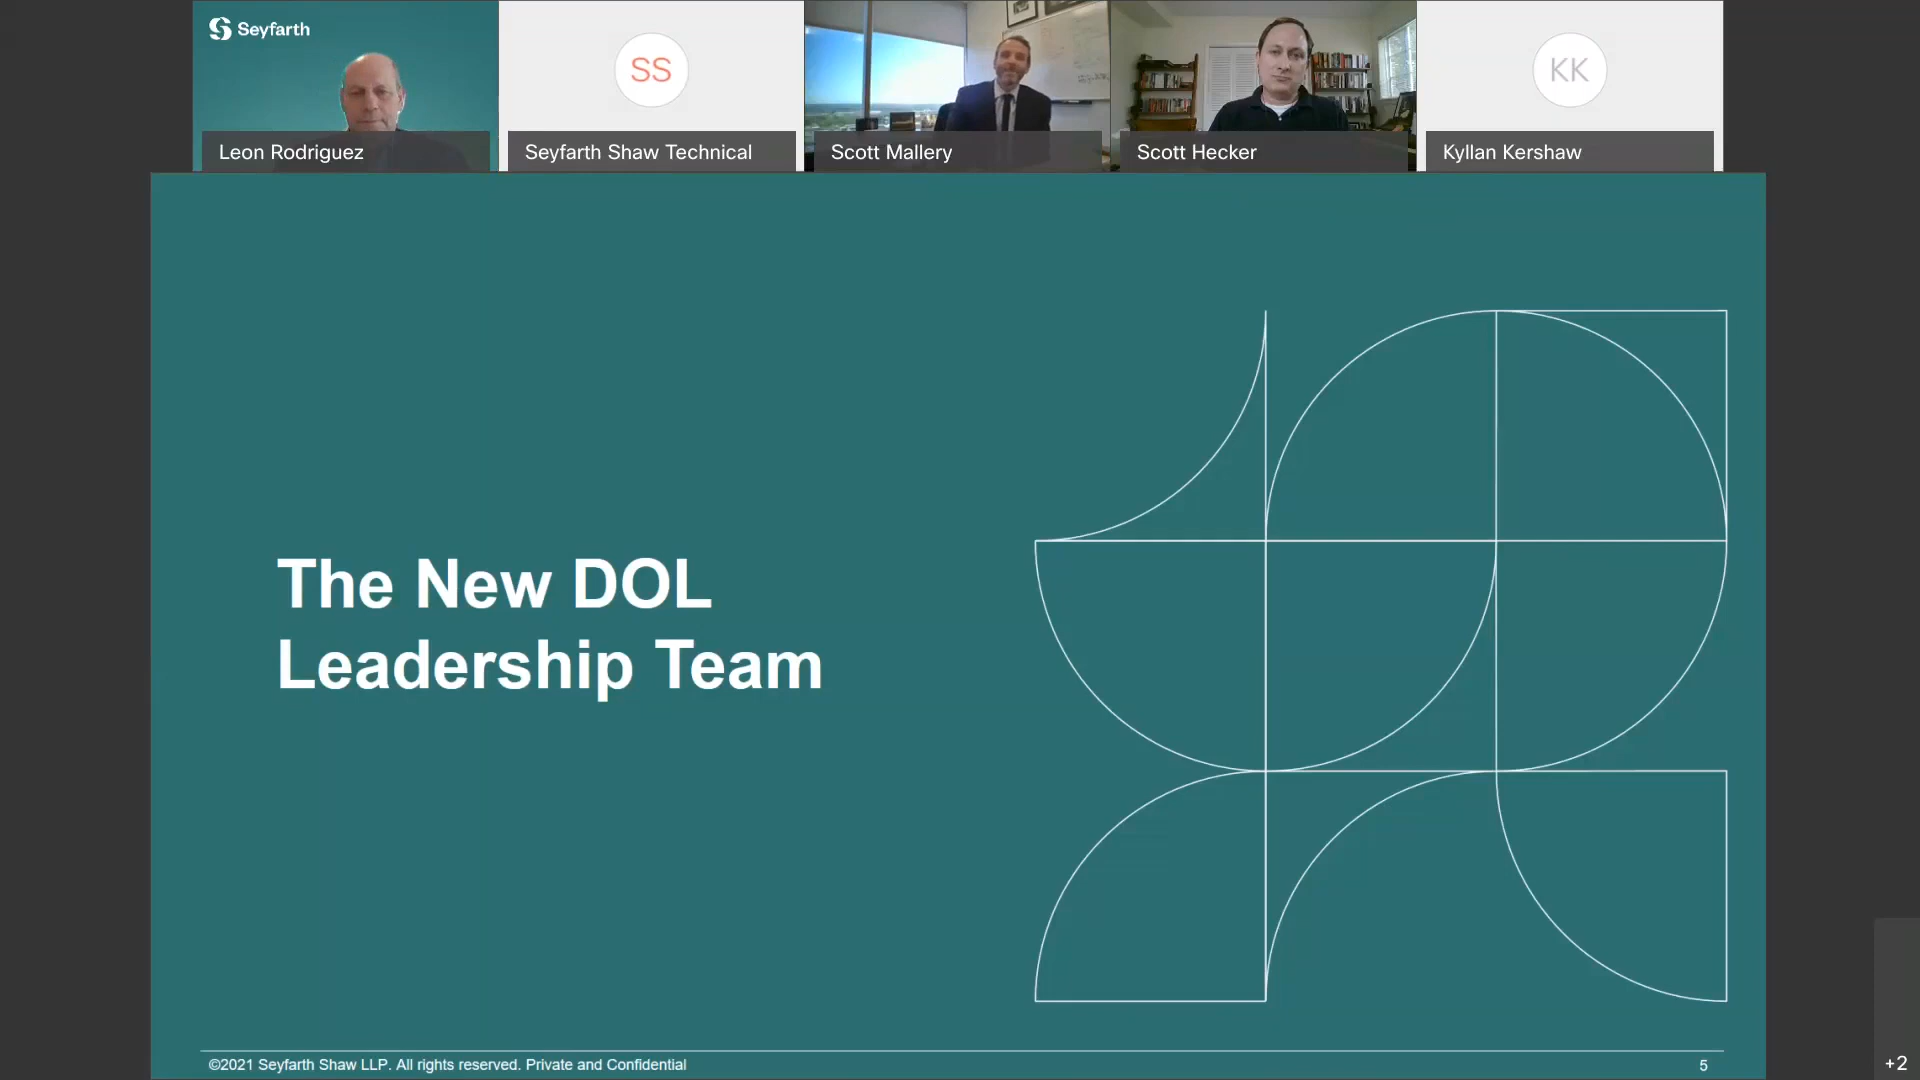 Seyfarth
SS
KK
Leon Rodriguez
Seyfarth Shaw Technical
Scott Mallery
Scott Hecker
Kyllan Kershaw
The New DOL
Leadership Team
©2021 Seyfarth Shaw LLP. All rights reserved. Private and Confidential
5
+2